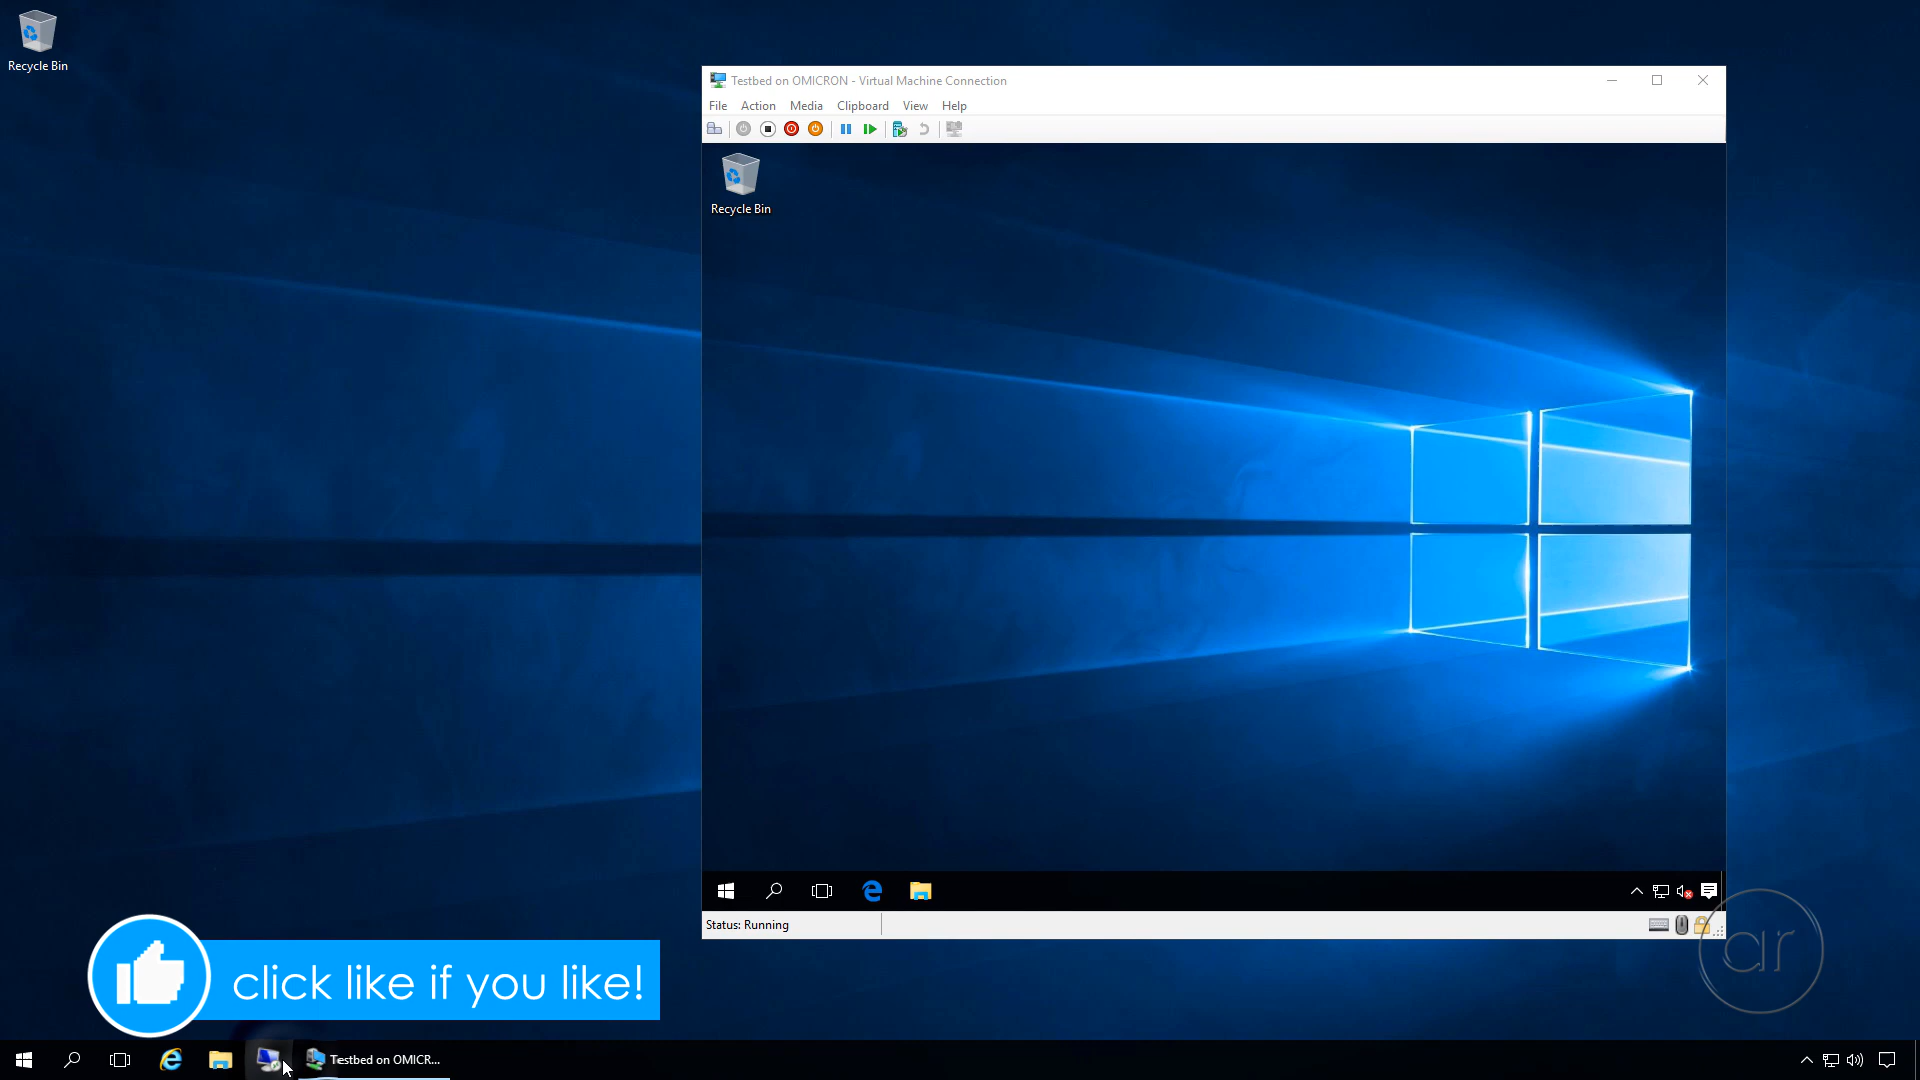 Recycle Bin
Testbed on OMICRON - Virtual Machine Connection
File Action Media Clipboard View Help
Recycle Bin
Status: Running
ar
click like if you like!
Testbed on OMICR...